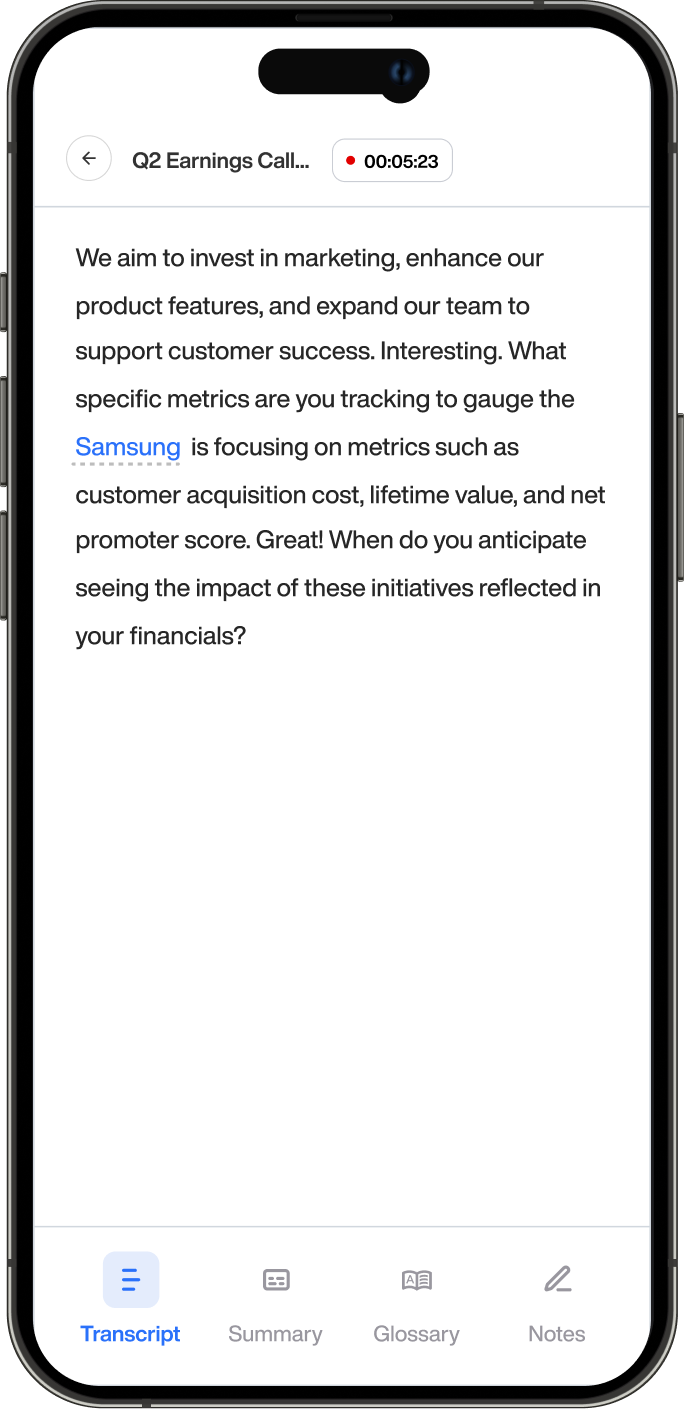 Q2 Earnings Call...
00:05:23
We aim to invest in marketing, enhance our
product features, and expand our team to
support customer success. Interesting. What
specific metrics are you tracking to gauge the
Samsung is focusing on metrics such as
customer acquisition cost, lifetime value, and net
promoter score. Great! When do you anticipate
seeing the impact of these initiatives reflected in
your financials?
Transcript
Summary
Glossary
Notes